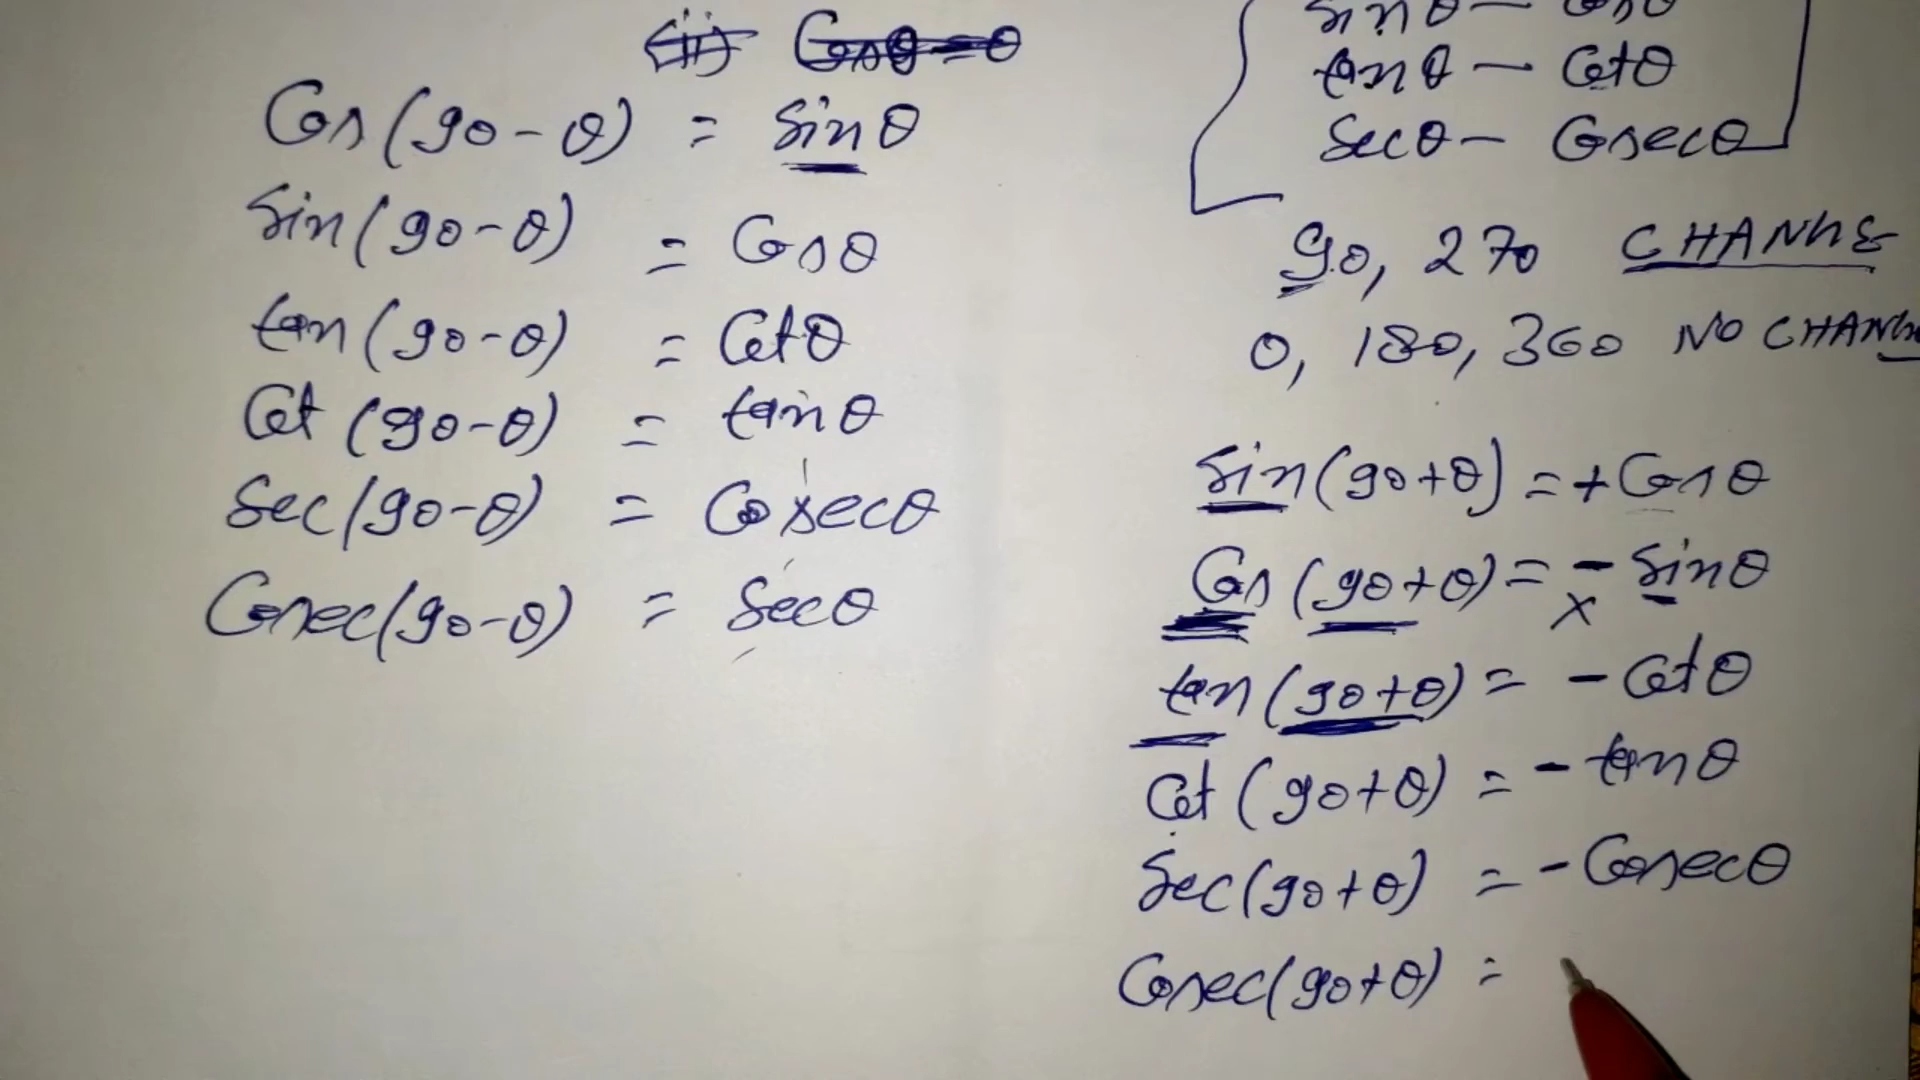 Cos(90-θ) = sinθ
Sin(90-θ) = Cosθ
tan(90-θ) = Cotθ
Cot(90-θ) = tanθ
Sec(90-θ) = Cosecθ
Cosec(90-θ) = Secθ
Sinθ - Cosθ
tanθ - Cotθ
Secθ - Cosecθ
90, 270 CHANGE
0, 180, 360 NO CHANGE
Sin(90+θ) = +Cosθ
Cos(90+θ) = - Sinθ
x
tan(90+θ) = - Cotθ
Cot(90+θ) = - tanθ
Sec(90+θ) = - Cosecθ
Cosec(90+θ) =